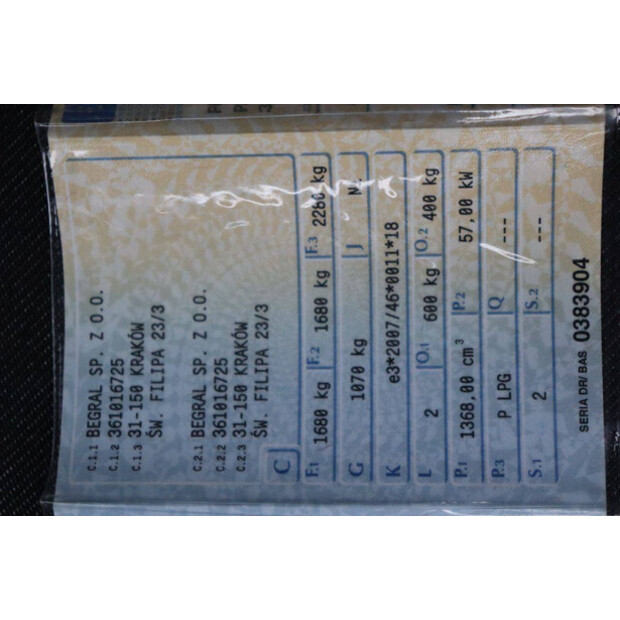 C.1.1 BEGRAL SP. Z O.O.
C.1.2 361016725
C.1.3 31-150 KRAKÓW
ŚW. FILIPA 23/3
C.2.1 BEGRAL SP. Z O.O.
C.2.2 361016725
C.2.3 31-150 KRAKÓW
ŚW. FILIPA 23/3
C
F.1 1680 kg F.2 1680 kg F.3 2280 kg
G 1070 kg J
K e3*2007/46*0011*18
L 2 O.1 600 kg O.2 400 kg
P.1 1368,00 cm³ P.2 57,00 kW
P.3 P LPG Q ---
S.1 2 S.2 ---
SERIA DR/ BAS 0383904